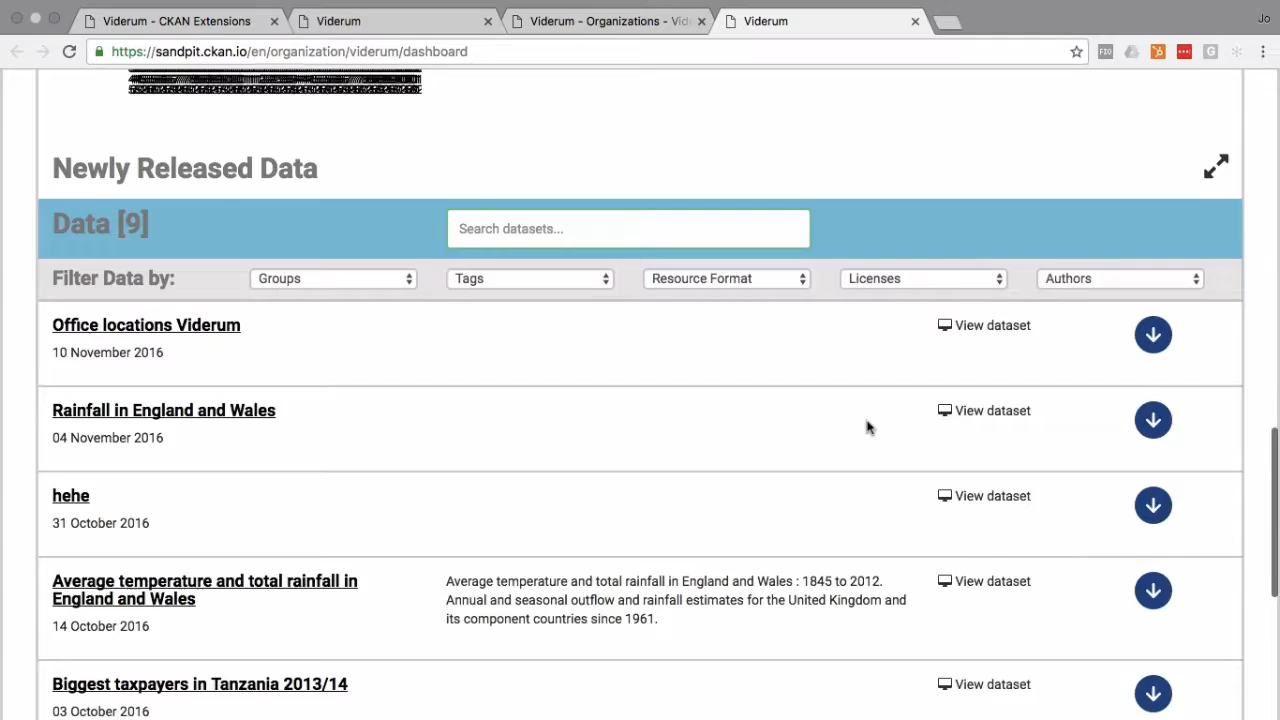 Viderum - CKAN Extensions
Viderum
Viderum - Organizations - Vid
Viderum
Jo
https://sandpit.ckan.io/en/organization/viderum/dashboard
FIO
G
Newly Released Data
Data [9]
Search datasets...
Filter Data by:
Groups
Tags
Resource Format
Licenses
Authors
Office locations Viderum
View dataset
10 November 2016
Rainfall in England and Wales
View dataset
04 November 2016
hehe
View dataset
31 October 2016
Average temperature and total rainfall in
England and Wales
Average temperature and total rainfall in England and Wales : 1845 to 2012.
Annual and seasonal outflow and rainfall estimates for the United Kingdom and
its component countries since 1961.
View dataset
14 October 2016
Biggest taxpayers in Tanzania 2013/14
View dataset
03 October 2016